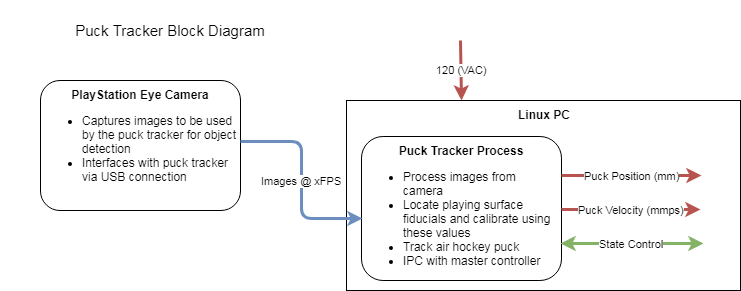 Puck Tracker Block Diagram
120 (VAC)
PlayStation Eye Camera
Captures images to be used
by the puck tracker for object
detection
Interfaces with puck tracker
via USB connection
Images @ xFPS
Linux PC
Puck Tracker Process
Process images from
camera
Locate playing surface
fiducials and calibrate using
these values
Track air hockey puck
IPC with master controller
Puck Position (mm)
Puck Velocity (mmps)
State Control